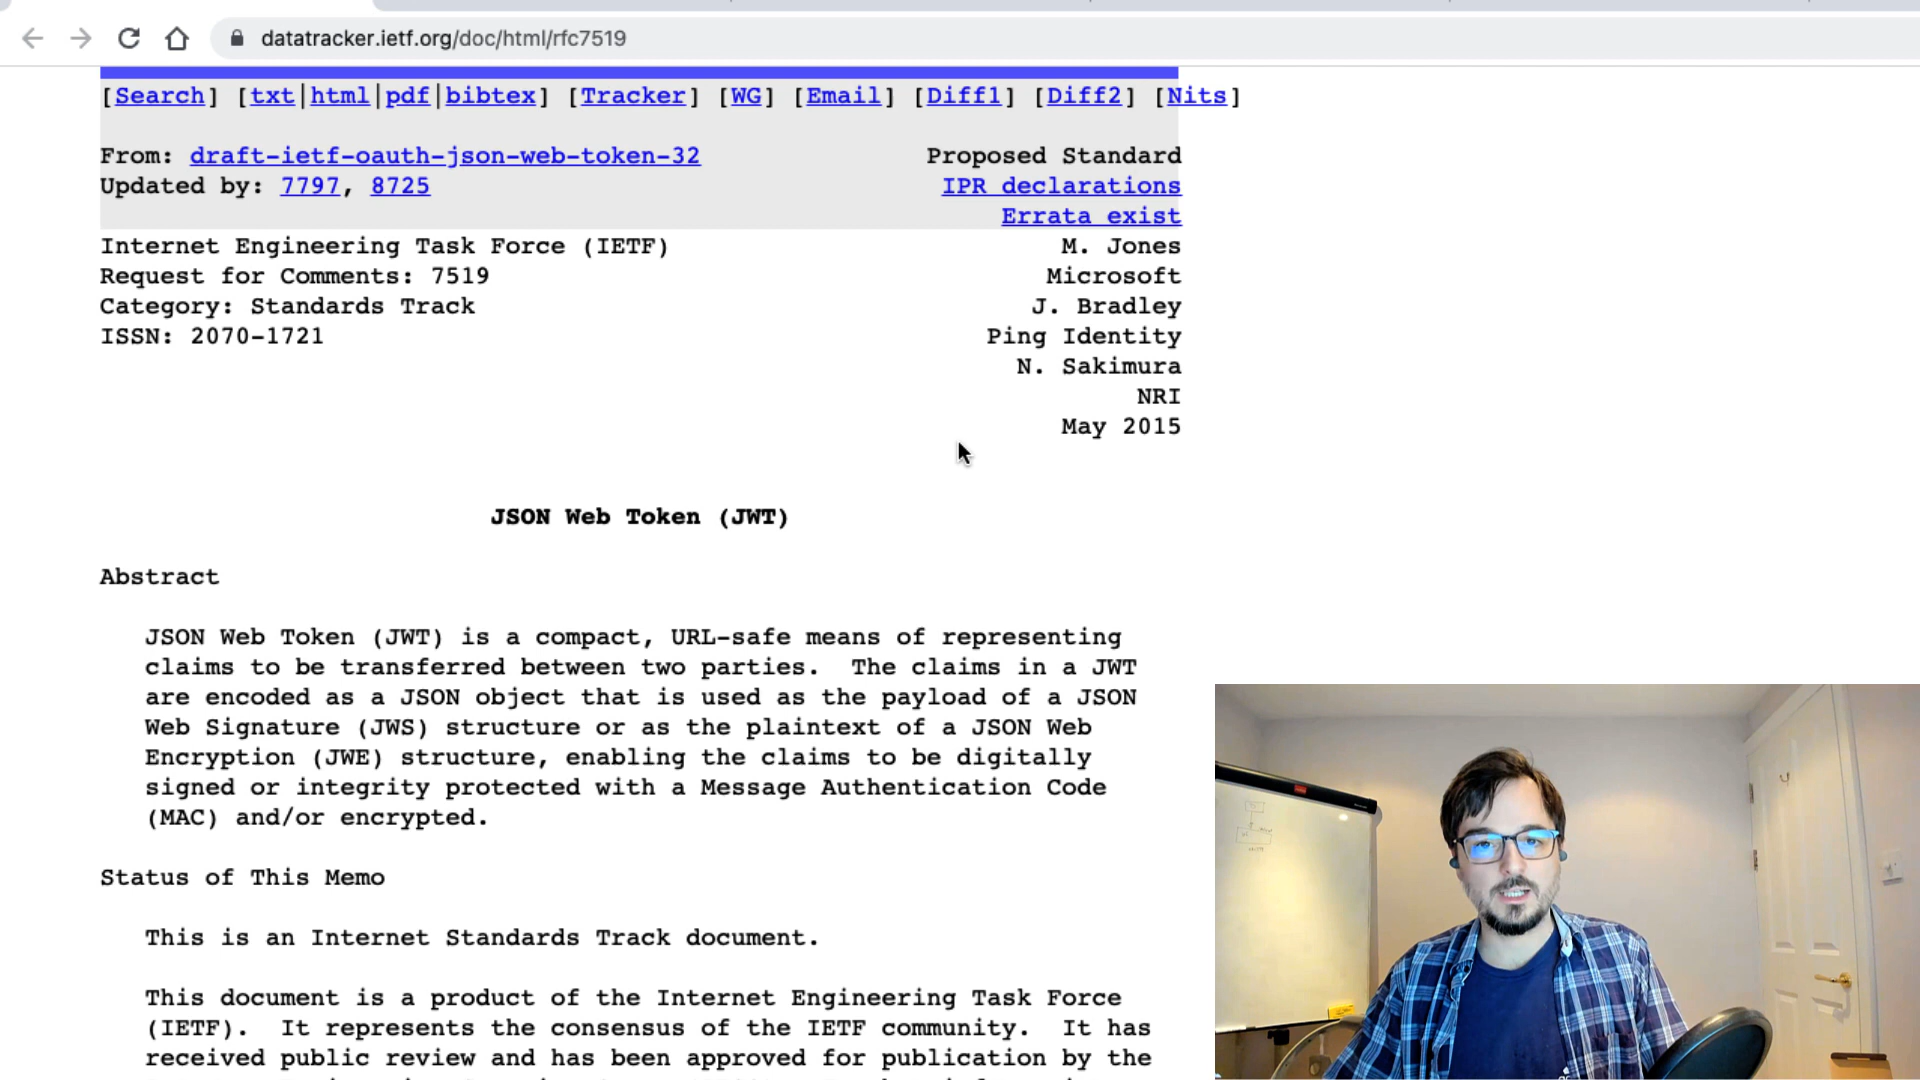 datatracker.ietf.org/doc/html/rfc7519
[Search] [txt|html|pdf|bibtex] [Tracker] [WG] [Email] [Diff1] [Diff2] [Nits]
From: draft-ietf-oauth-json-web-token-32 Proposed Standard
Updated by: 7797, 8725 IPR declarations
Errata exist
Internet Engineering Task Force (IETF) M. Jones
Request for Comments: 7519 Microsoft
Category: Standards Track J. Bradley
ISSN: 2070-1721 Ping Identity
N. Sakimura
NRI
May 2015
JSON Web Token (JWT)
Abstract
JSON Web Token (JWT) is a compact, URL-safe means of representing
claims to be transferred between two parties. The claims in a JWT
are encoded as a JSON object that is used as the payload of a JSON
Web Signature (JWS) structure or as the plaintext of a JSON Web
Encryption (JWE) structure, enabling the claims to be digitally
signed or integrity protected with a Message Authentication Code
(MAC) and/or encrypted.
Status of This Memo
This is an Internet Standards Track document.
This document is a product of the Internet Engineering Task Force
(IETF). It represents the consensus of the IETF community. It has
received public review and has been approved for publication by the